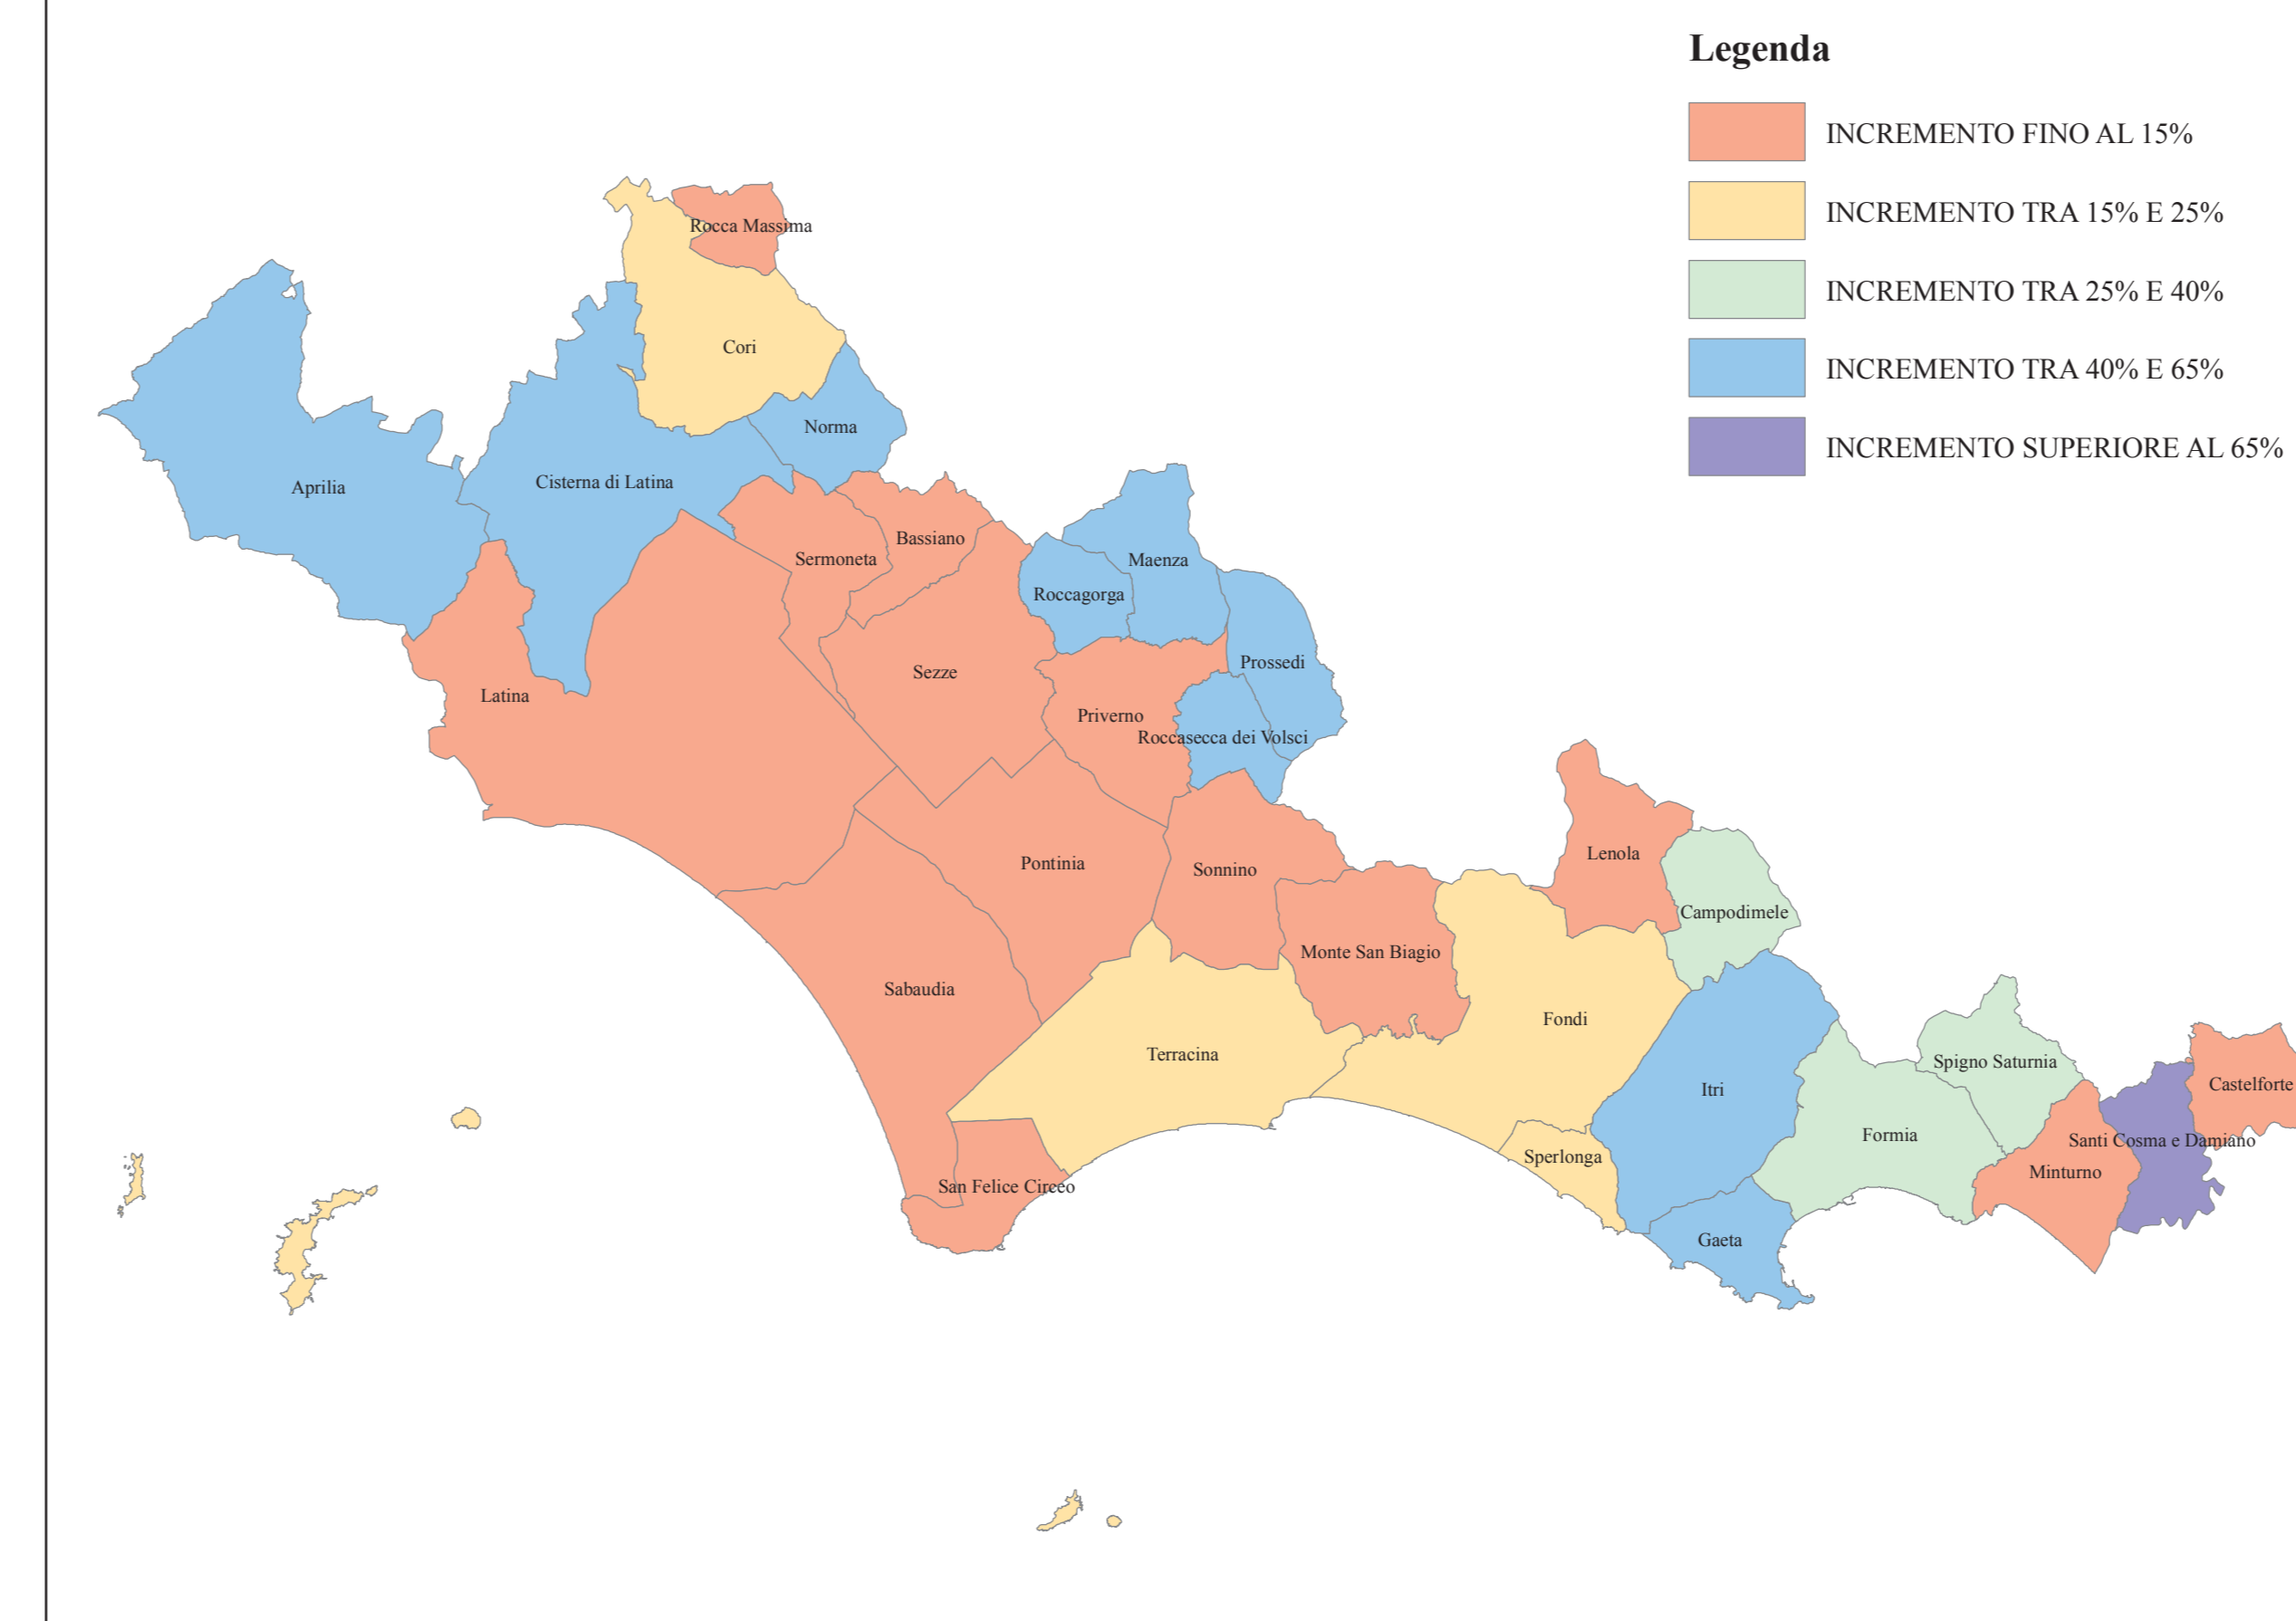 Legenda
INCREMENTO FINO AL 15%
INCREMENTO TRA 15% E 25%
INCREMENTO TRA 25% E 40%
INCREMENTO TRA 40% E 65%
INCREMENTO SUPERIORE AL 65%
Rocca Massima
Cori
Norma
Aprilia
Cisterna di Latina
Bassiano
Sermoneta
Maenza
Roccagorga
Prossedi
Sezze
Latina
Priverno
Roccasecca dei Volsci
Lenola
Pontinia
Sonnino
Campodimele
Monte San Biagio
Sabaudia
Fondi
Terracina
Spigno Saturnia
Castelforte
Itri
Formia
Santi Cosma e Damiano
Sperlonga
Minturno
San Felice Circeo
Gaeta